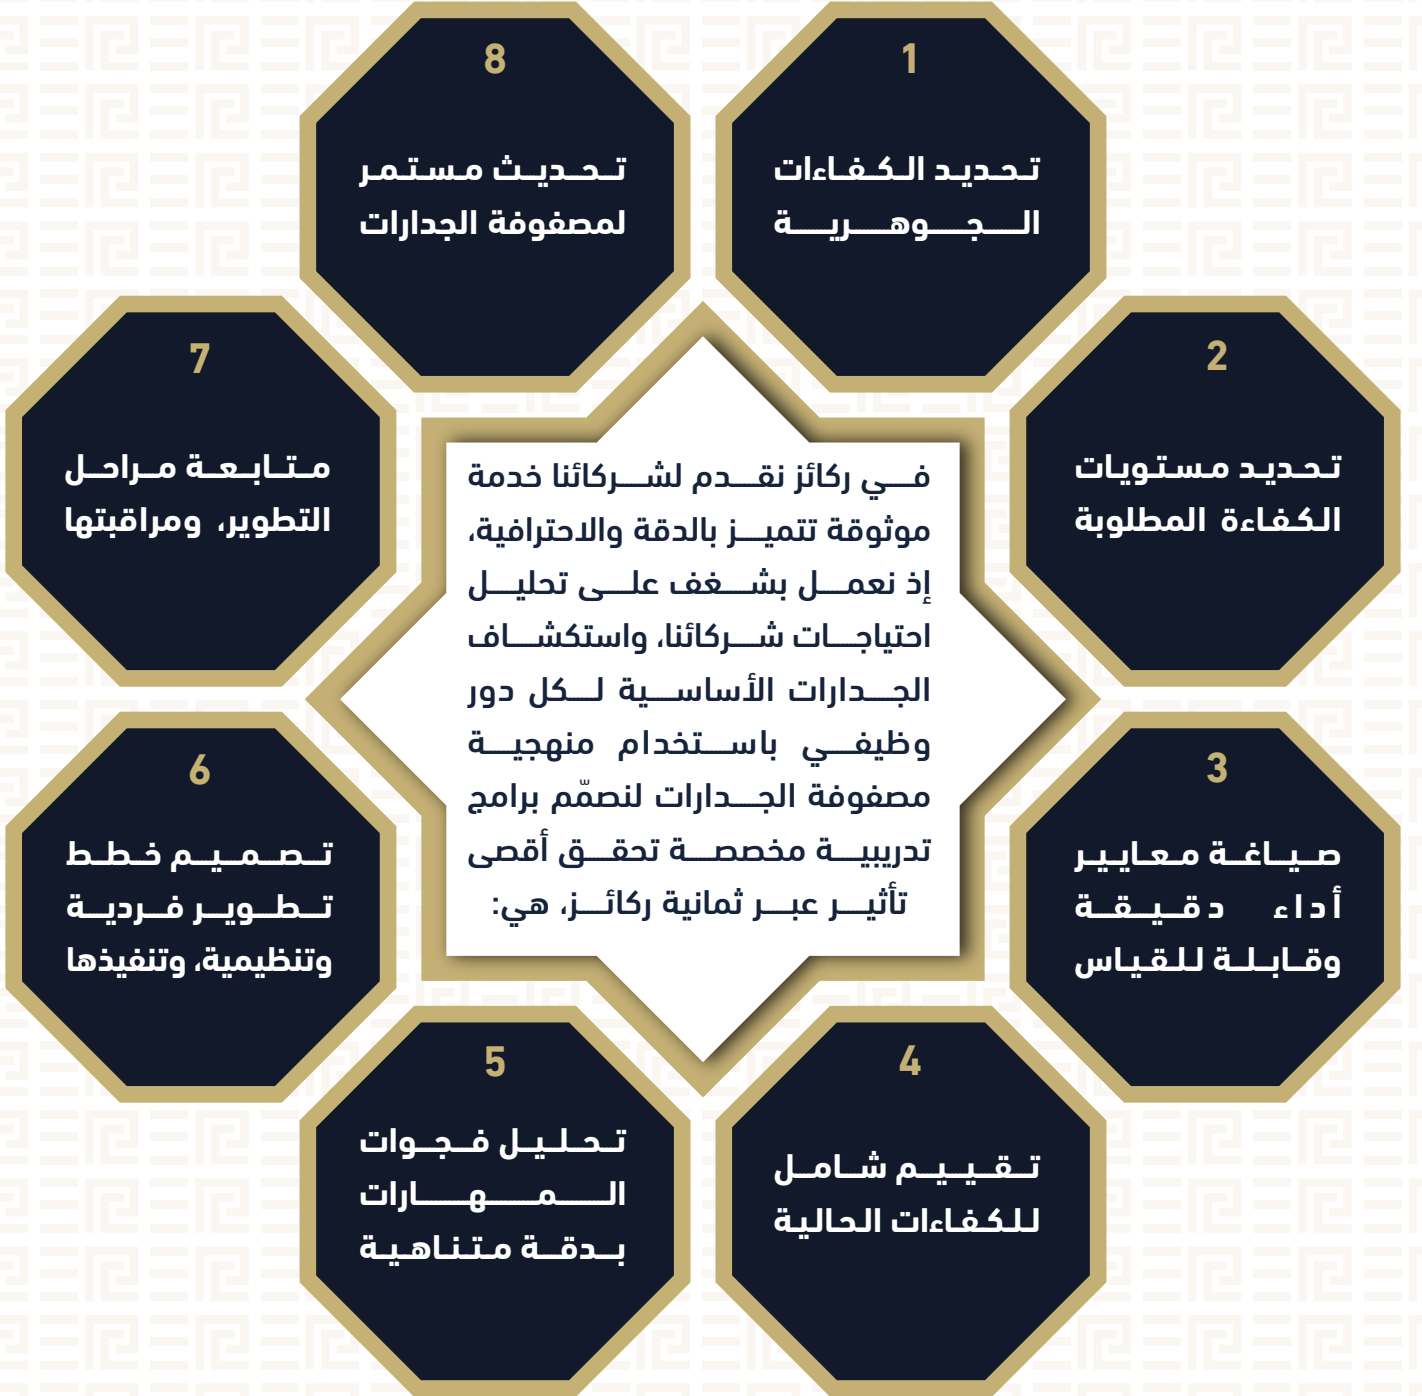 في ركائز نقدم لشركائنا خدمة
موثوقة تتميز بالدقة والاحترافية،
إذ نعمل بشغف على تحليل
احتياجات شركائنا، واستكشاف
الجدارات الأساسية لكل دور
وظيفي باستخدام منهجية
مصفوفة الجدارات لنصمّم برامج
تدريبية مخصصة تحقق أقصى
تأثير عبر ثمانية ركائز، هي:
1
تحديد الكفاءات
الجوهرية
2
تحديد مستويات
الكفاءة المطلوبة
3
صياغة معايير
أداء دقيقة
وقابلة للقياس
4
تقييم شامل
للكفاءات الحالية
5
تحليل فجوات
المهارات
بدقة متناهية
6
تصميم خطط
تطوير فردية
وتنظيمية، وتنفيذها
7
متابعة مراحل
التطوير، ومراقبتها
8
تحديث مستمر
لمصفوفة الجدارات